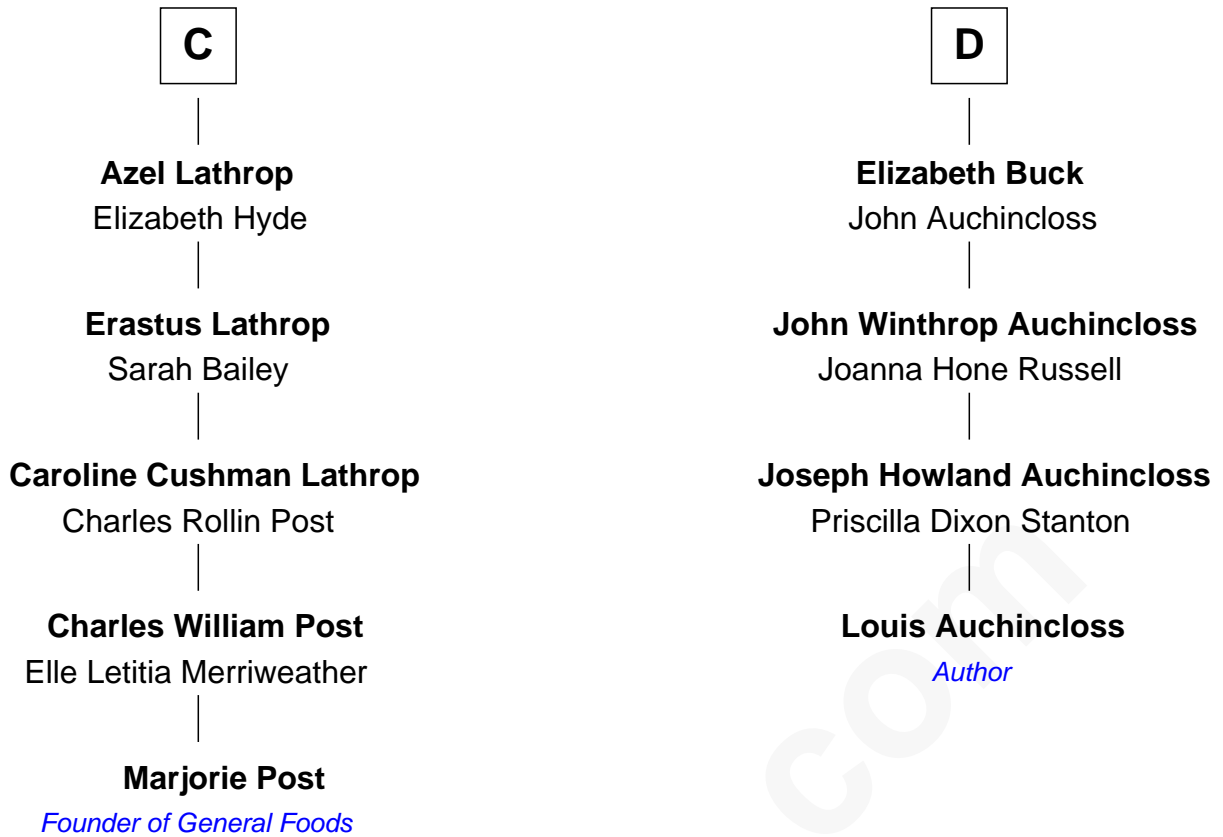 C
Azel Lathrop
Elizabeth Hyde
Erastus Lathrop
Sarah Bailey
Caroline Cushman Lathrop
Charles Rollin Post
Charles William Post
Elle Letitia Merriweather
Marjorie Post
Founder of General Foods
D
Elizabeth Buck
John Auchincloss
John Winthrop Auchincloss
Joanna Hone Russell
Joseph Howland Auchincloss
Priscilla Dixon Stanton
Louis Auchincloss
Author
com